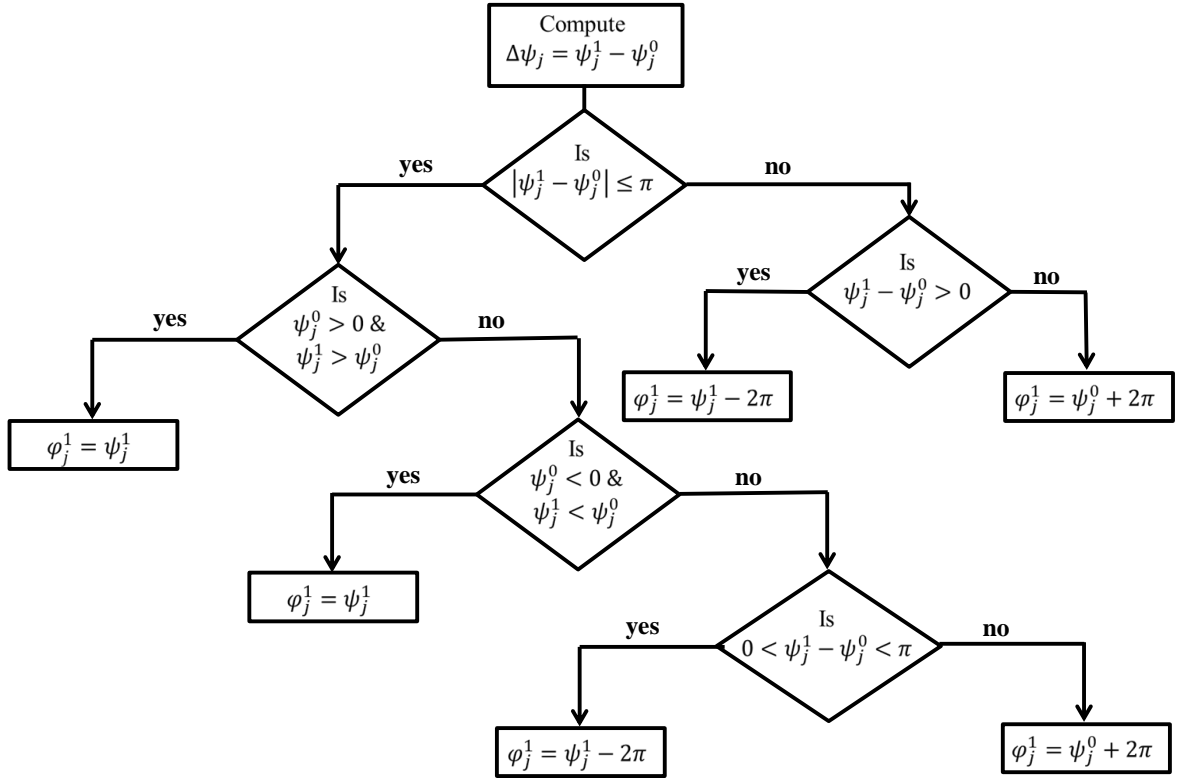 Compute
Δψ_j = ψ_j^1 − ψ_j^0
Is
|ψ_j^1 − ψ_j^0| ≤ π
yes
no
Is
ψ_j^1 − ψ_j^0 > 0
yes
no
Is
ψ_j^0 > 0 &
ψ_j^1 > ψ_j^0
yes
no
φ_j^1 = ψ_j^1 − 2π
φ_j^1 = ψ_j^0 + 2π
φ_j^1 = ψ_j^1
Is
ψ_j^0 < 0 &
ψ_j^1 < ψ_j^0
yes
no
φ_j^1 = ψ_j^1
Is
0 < ψ_j^1 − ψ_j^0 < π
yes
no
φ_j^1 = ψ_j^1 − 2π
φ_j^1 = ψ_j^0 + 2π